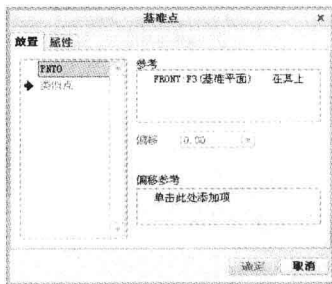 基准点
放置 属性
PNT0
新的点
参考
FRONT:F3(基准平面) 在其上
偏移 0.00
偏移参考
单击此处添加项
确定 取消